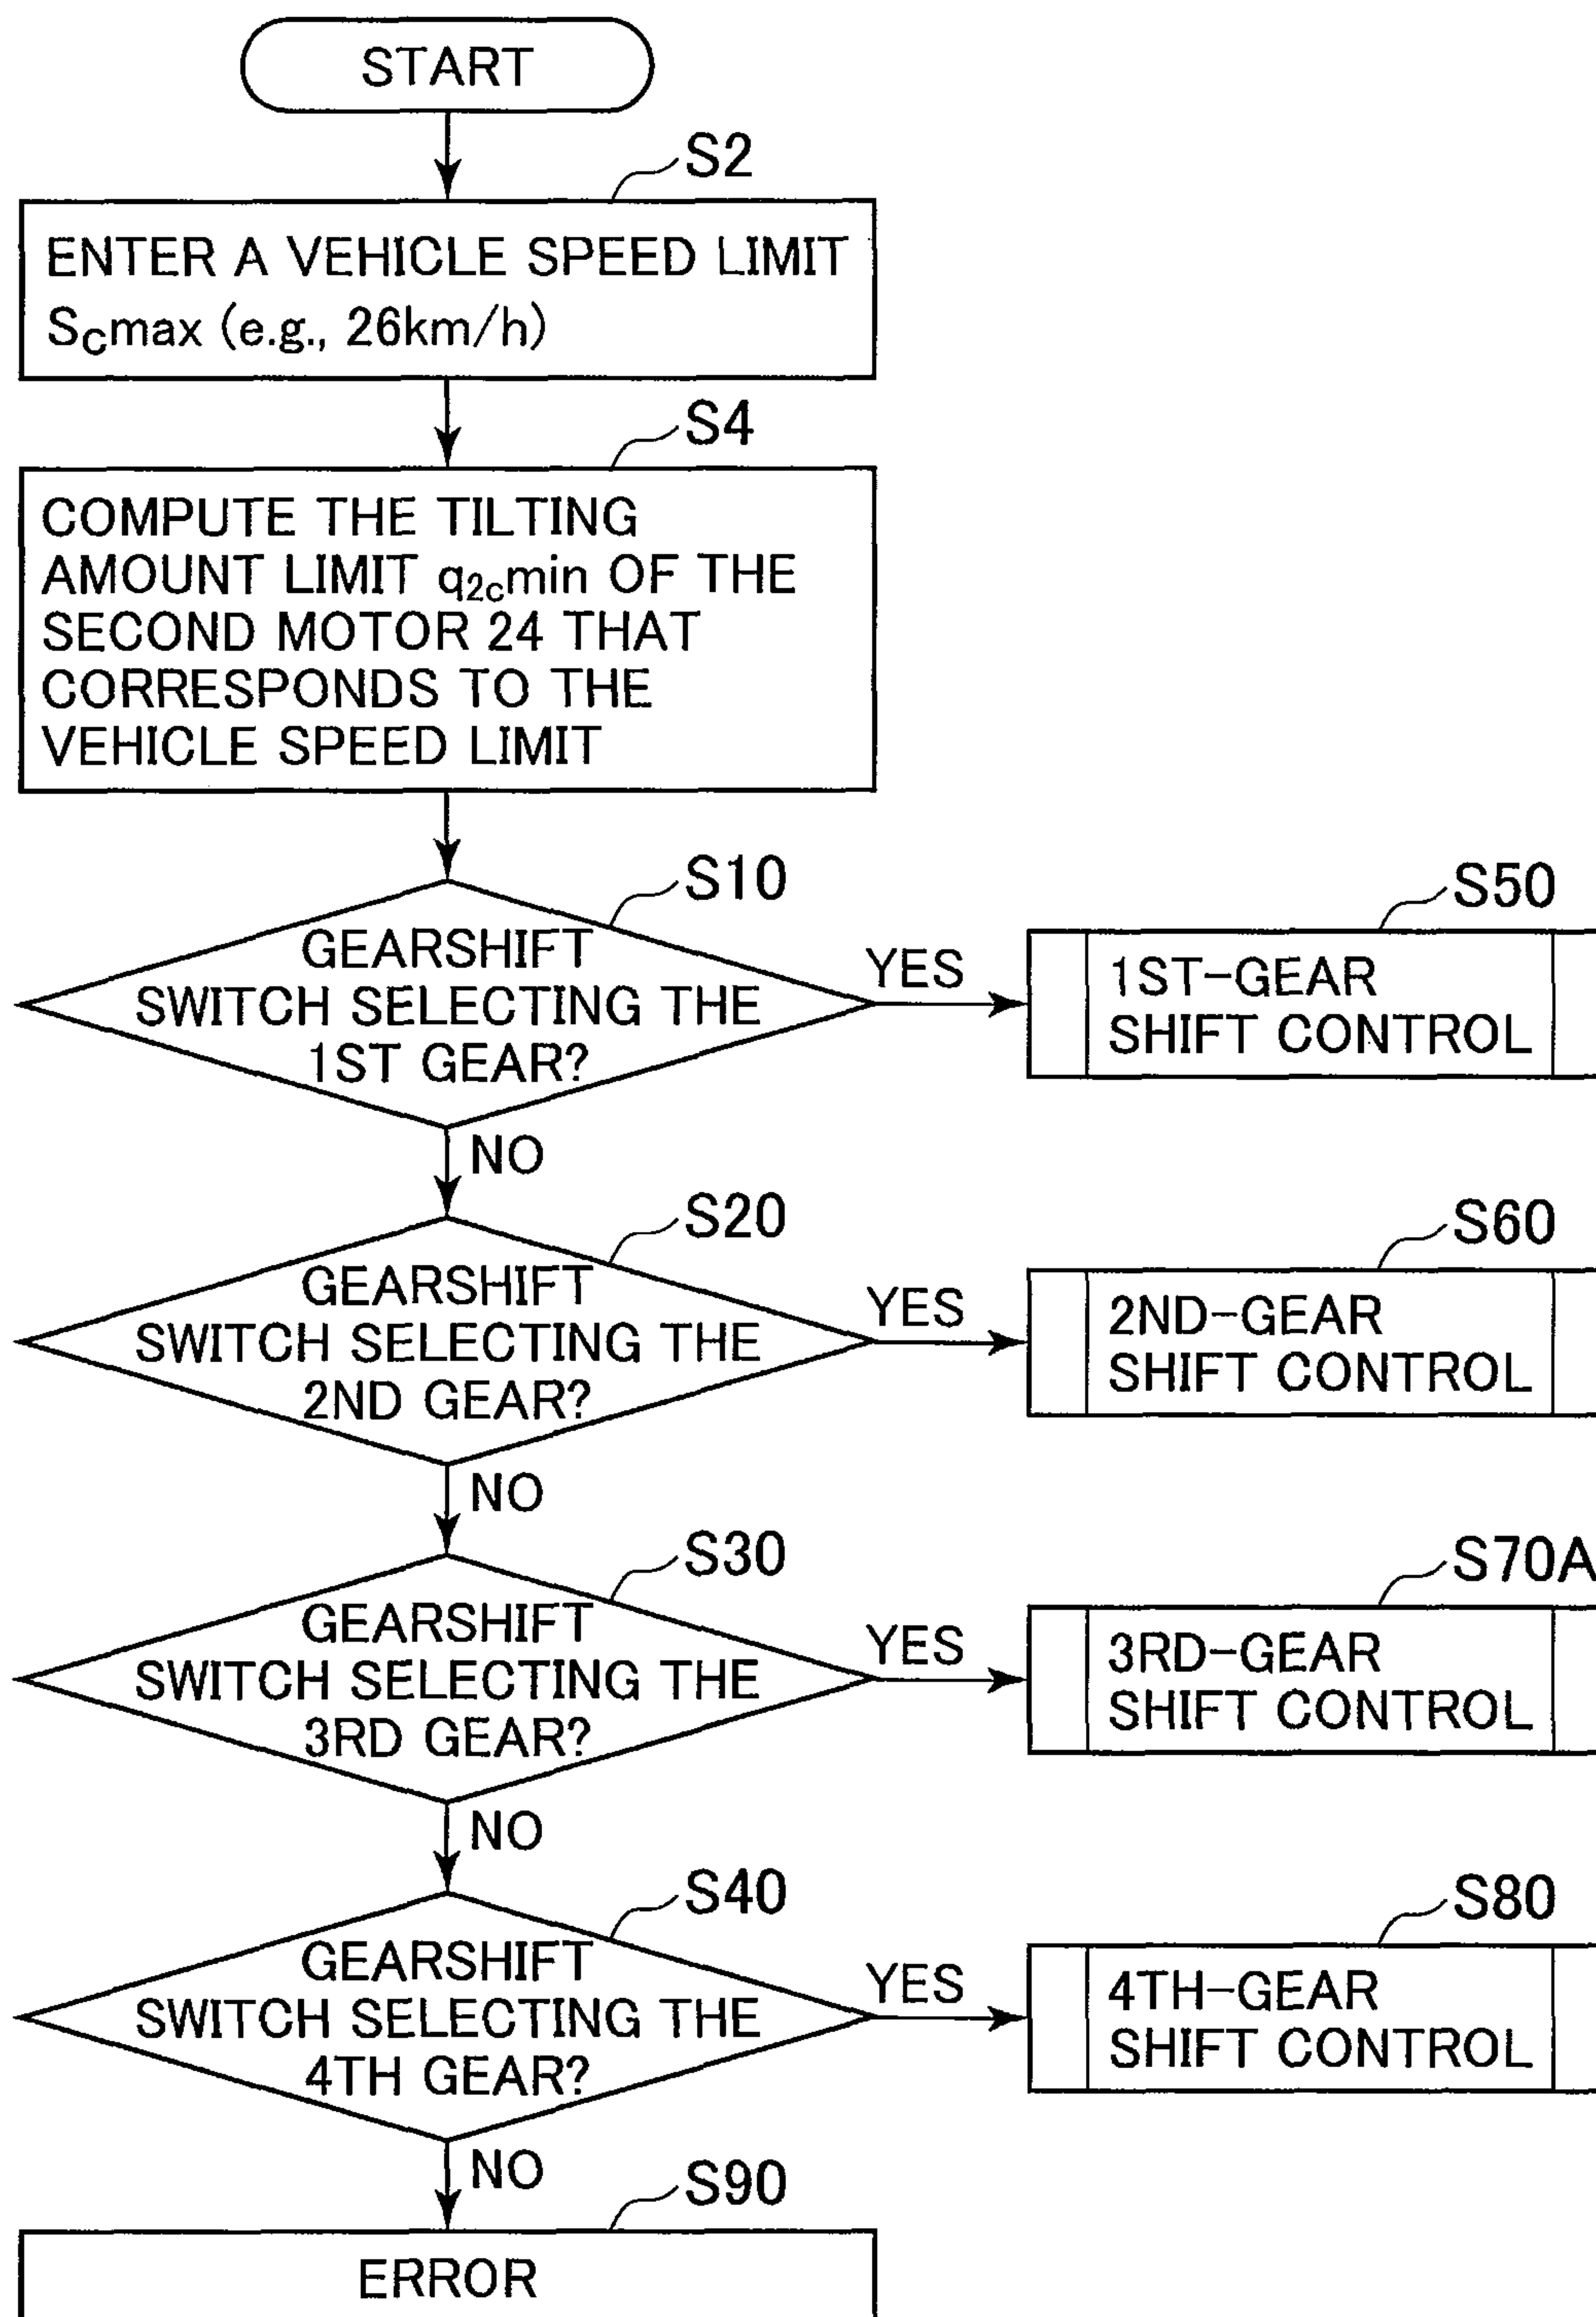 START
S2
ENTER A VEHICLE SPEED LIMIT
Scmax (e.g., 26km/h)
S4
COMPUTE THE TILTING
AMOUNT LIMIT q2cmin OF THE
SECOND MOTOR 24 THAT
CORRESPONDS TO THE
VEHICLE SPEED LIMIT
S10
GEARSHIFT
SWITCH SELECTING THE
1ST GEAR?
YES
S50
1ST-GEAR
SHIFT CONTROL
NO
S20
GEARSHIFT
SWITCH SELECTING THE
2ND GEAR?
YES
S60
2ND-GEAR
SHIFT CONTROL
NO
S30
GEARSHIFT
SWITCH SELECTING THE
3RD GEAR?
YES
S70A
3RD-GEAR
SHIFT CONTROL
NO
S40
GEARSHIFT
SWITCH SELECTING THE
4TH GEAR?
YES
S80
4TH-GEAR
SHIFT CONTROL
NO
S90
ERROR